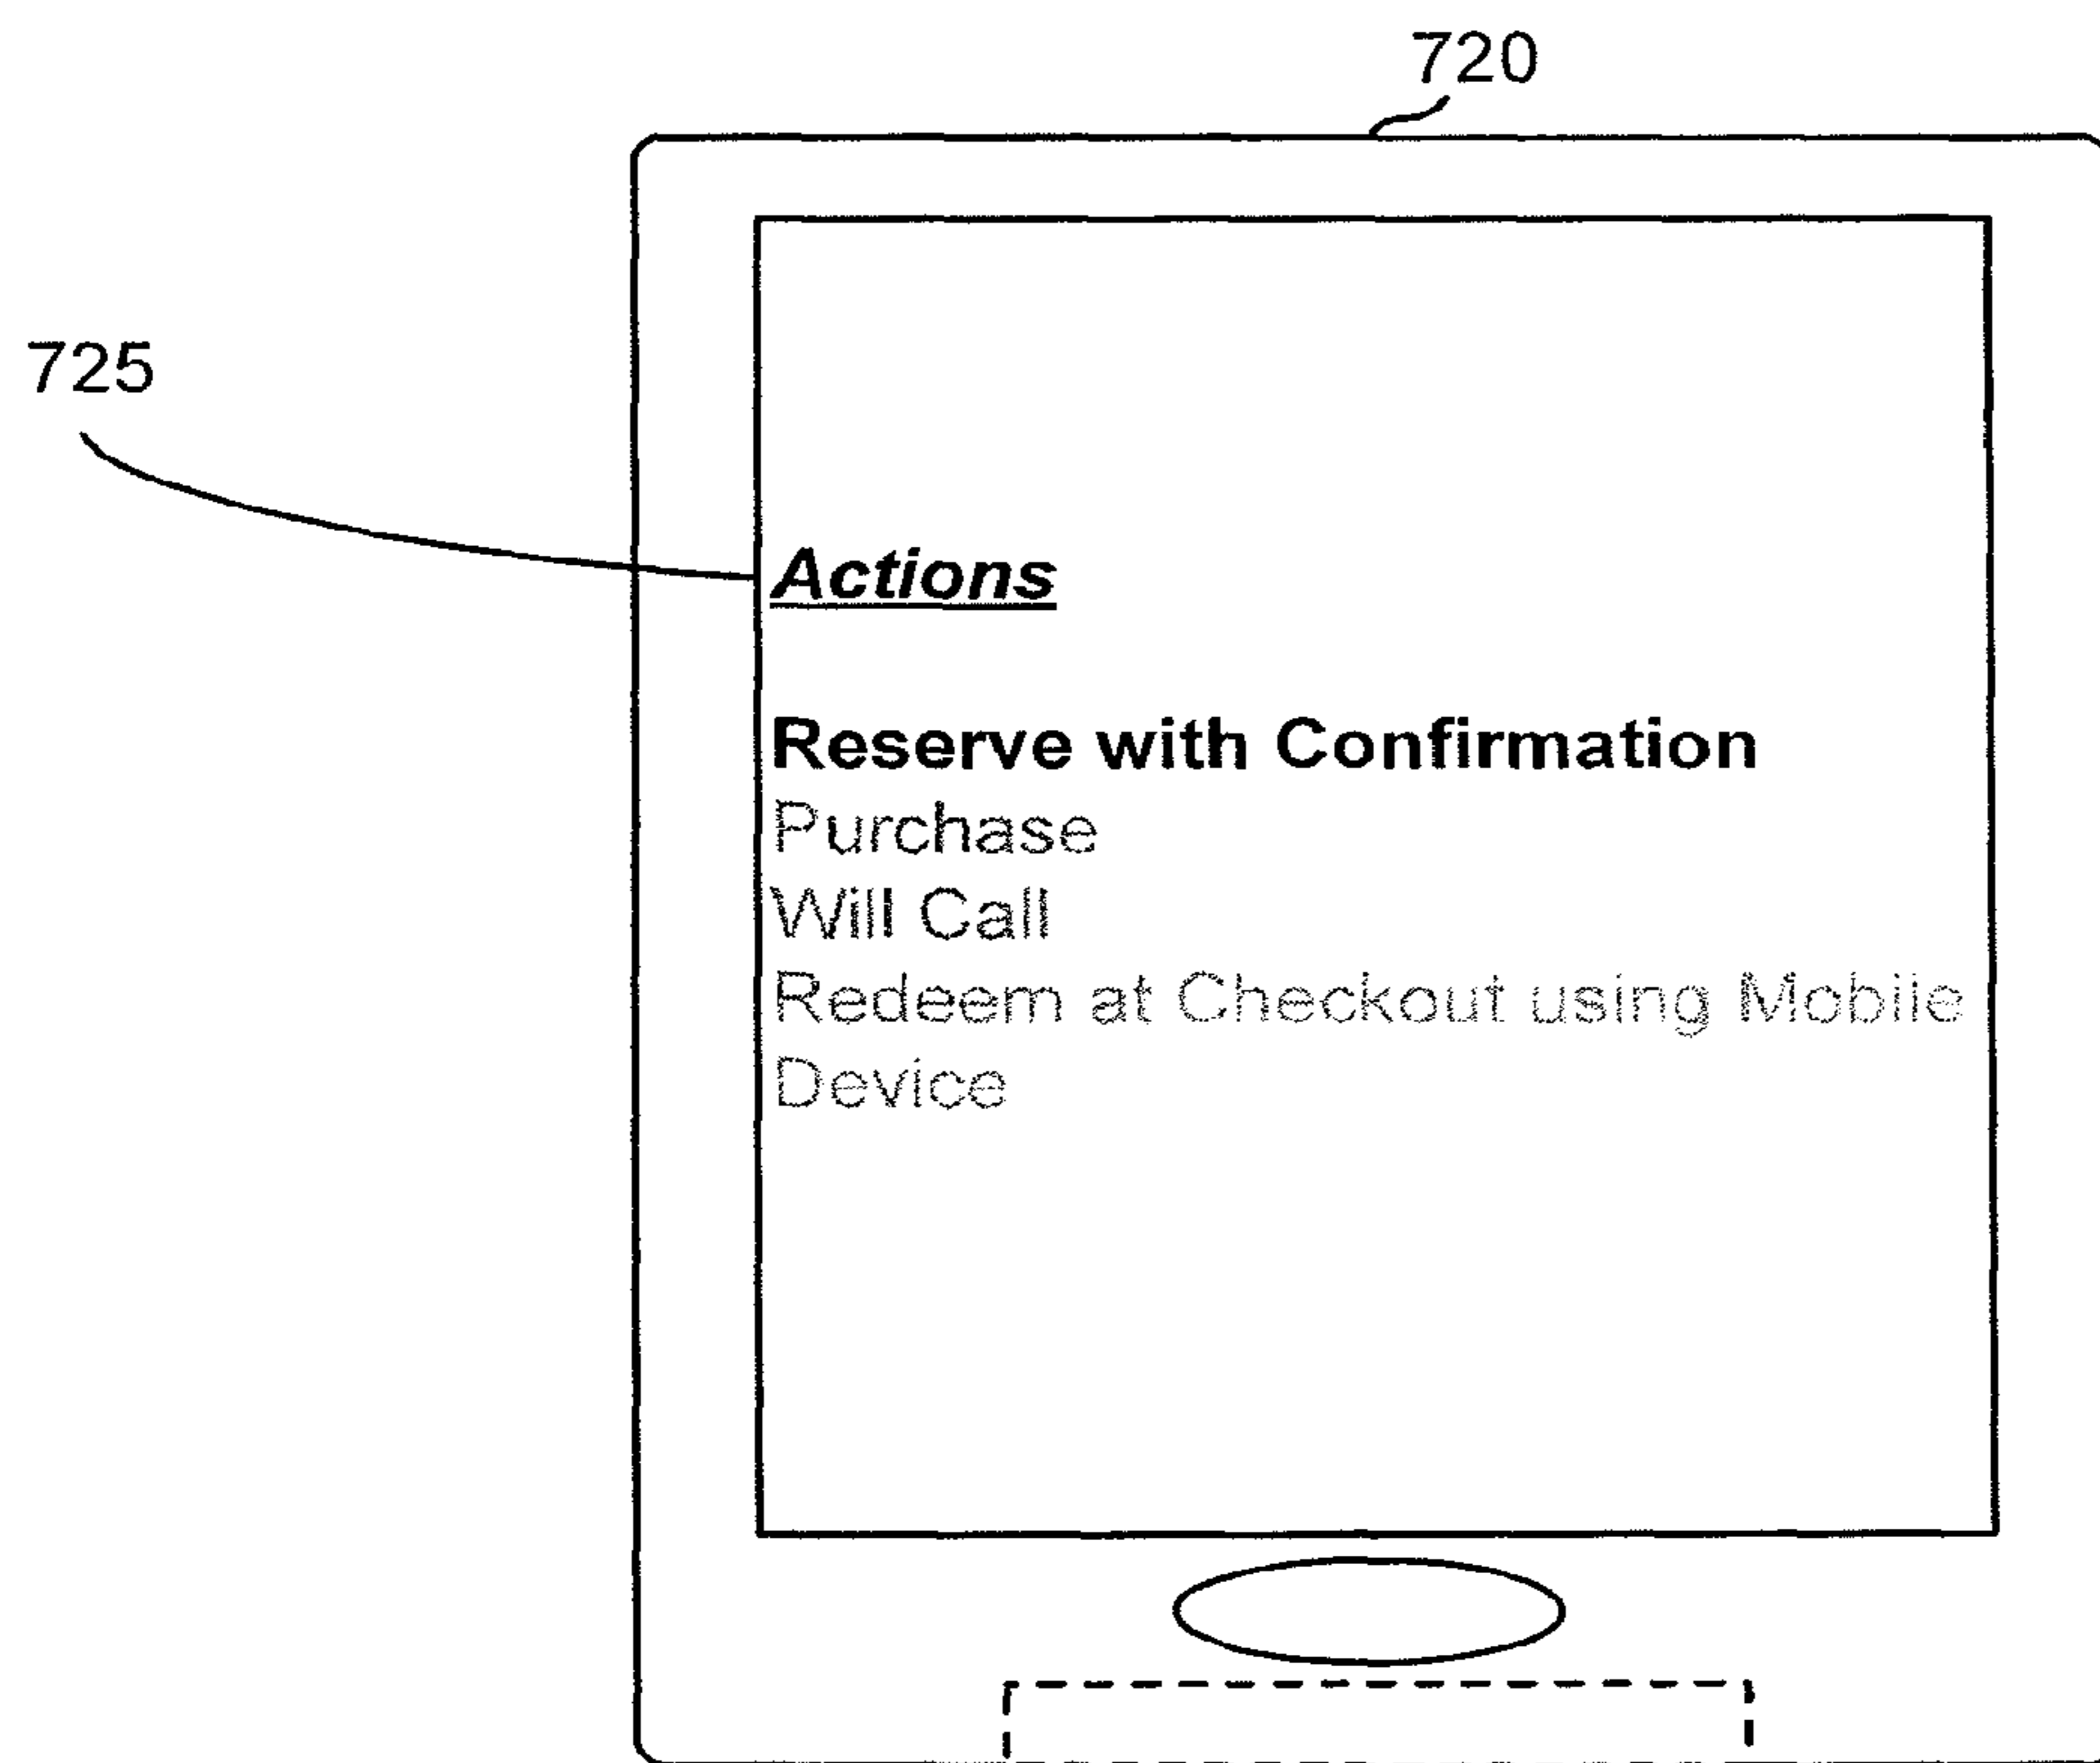 720
725
Actions
Reserve with Confirmation
Purchase
Will Call
Redeem at Checkout using Mobile
Device